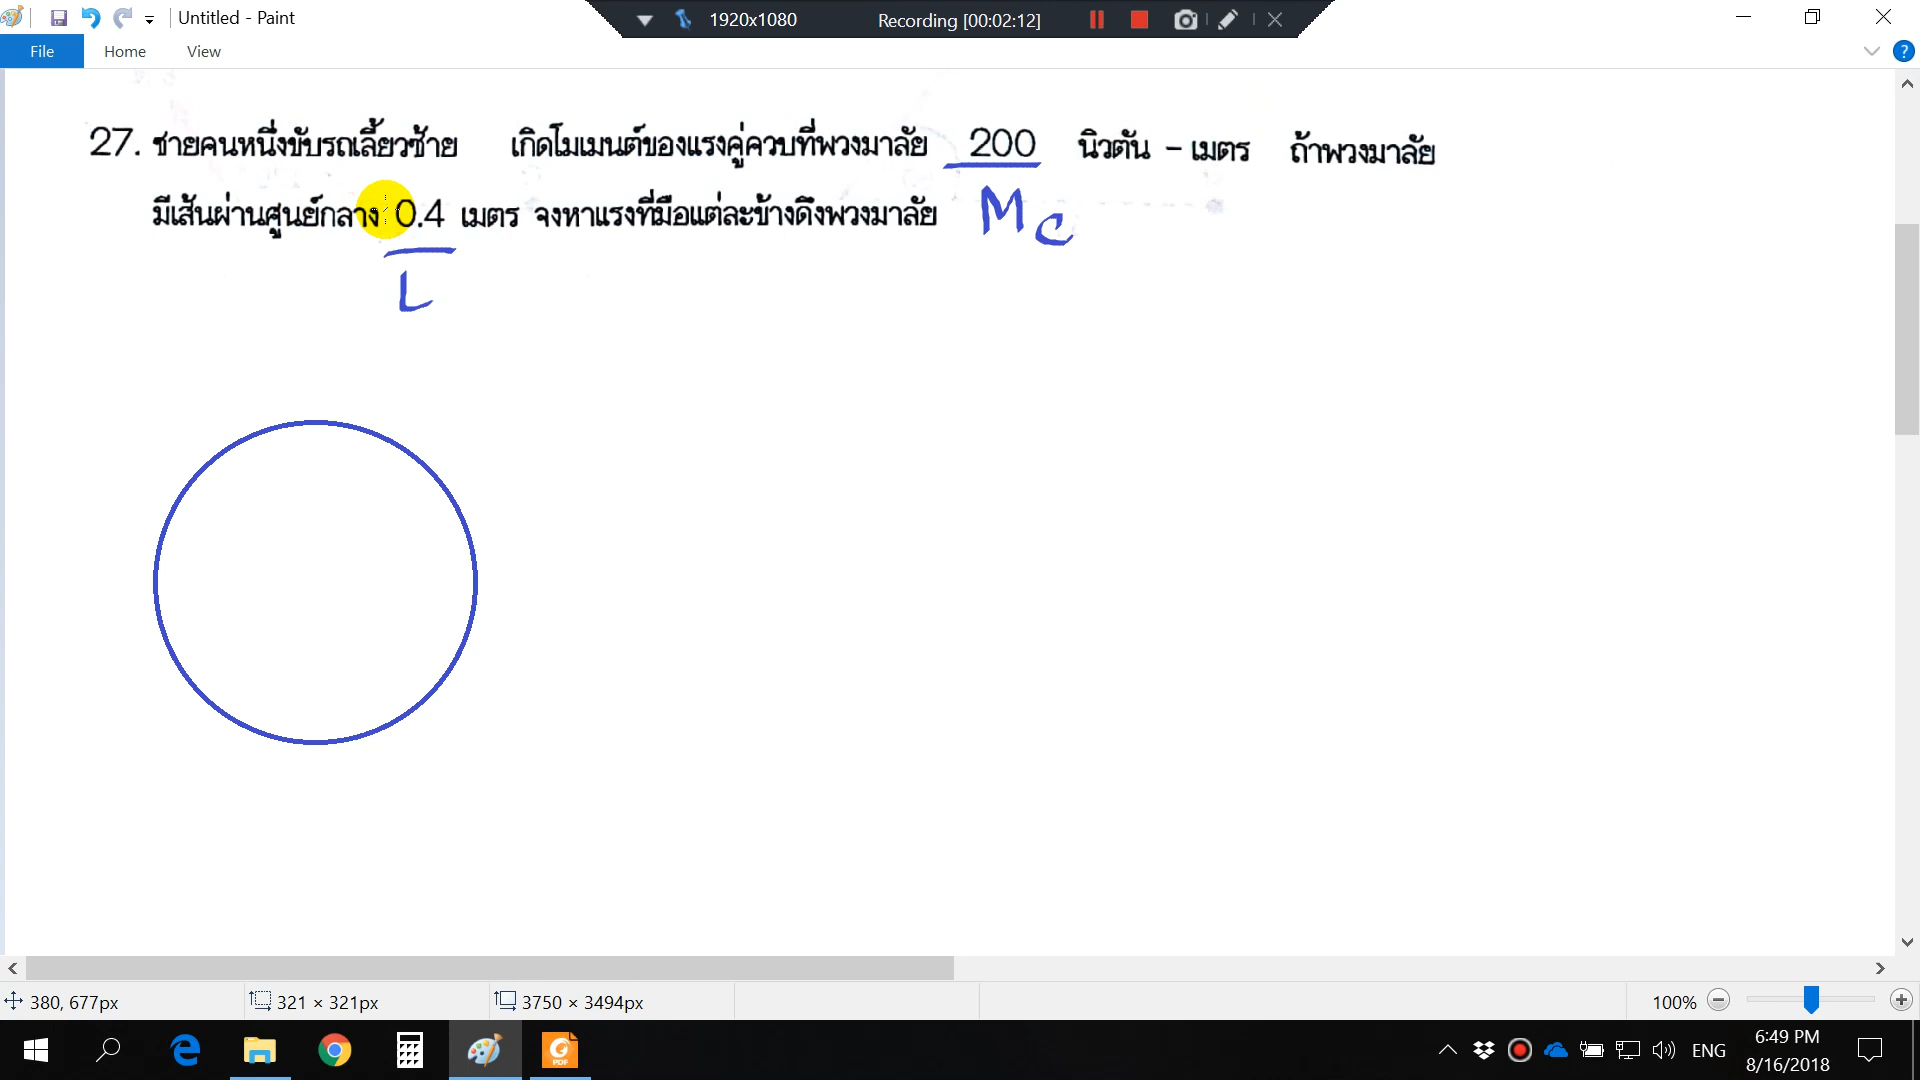 Untitled - Paint
1920x1080
Recording [00:02:12]
File
Home
View
27. ชายคนหนึ่งขับรถเลี้ยวซ้าย เกิดโมเมนต์ของแรงคู่ควบที่พวงมาลัย 200 นิวตัน - เมตร ถ้าพวงมาลัย
มีเส้นผ่านศูนย์กลาง 0.4 เมตร จงหาแรงที่มือแต่ละข้างดึงพวงมาลัย
Mc
L
380, 677px
321 × 321px
3750 × 3494px
100%
PDF
ENG
6:49 PM
8/16/2018